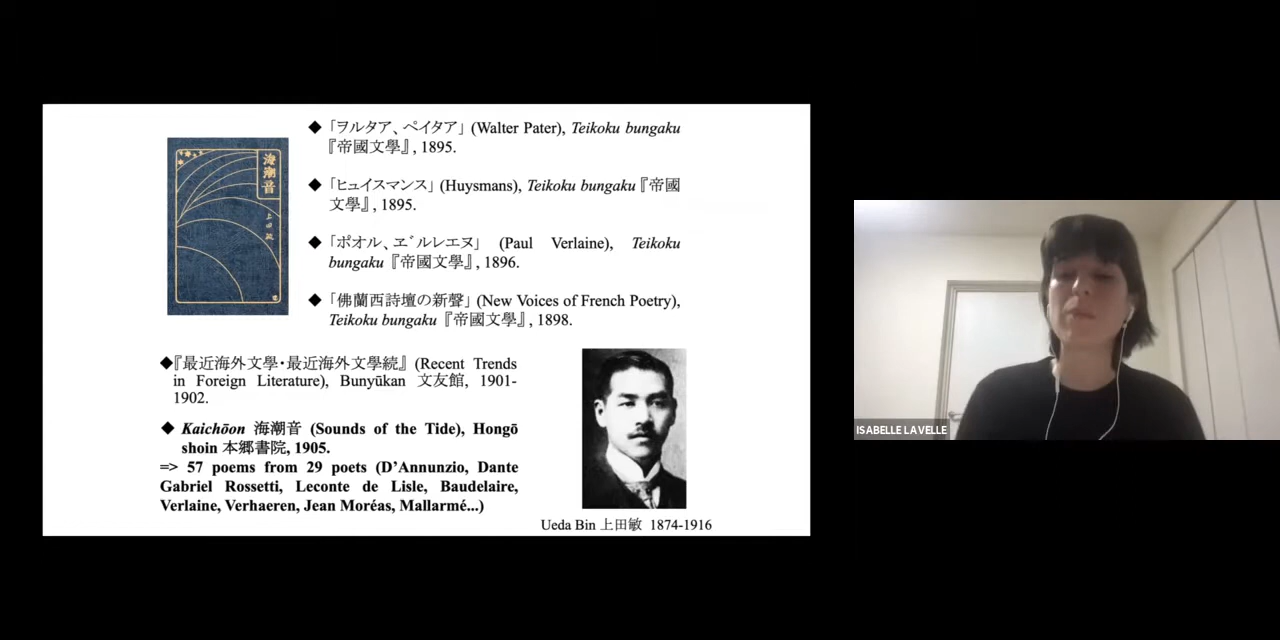 海潮音
上田敏
◆「ヲルタア、ペイタア」(Walter Pater), Teikoku bungaku
『帝國文學』, 1895.
◆「ヒュイスマンス」(Huysmans), Teikoku bungaku『帝國
文學』, 1895.
◆「ポオル、ヱ゛ルレエヌ」 (Paul Verlaine), Teikoku
bungaku『帝國文學』, 1896.
◆「佛蘭西詩壇の新聲」(New Voices of French Poetry),
Teikoku bungaku『帝國文學』, 1898.
◆『最近海外文學・最近海外文學続』 (Recent Trends
in Foreign Literature), Bunyūkan 文友館, 1901-
1902.
◆ Kaichōon 海潮音 (Sounds of the Tide), Hongō
shoin 本郷書院, 1905.
=> 57 poems from 29 poets (D’Annunzio, Dante
Gabriel Rossetti, Leconte de Lisle, Baudelaire,
Verlaine, Verhaeren, Jean Moréas, Mallarmé...)
Ueda Bin 上田敏 1874-1916
ISABELLE LAVELLE